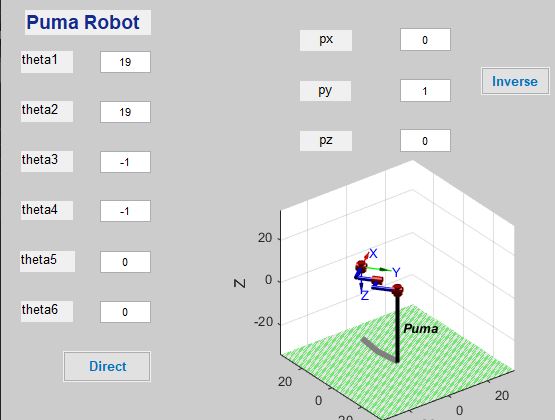 Puma Robot
theta1 19
theta2 19
theta3 -1
theta4 -1
theta5 0
theta6 0
Direct
px 0
py 1
pz 0
Inverse
20
0
-20
Z
X
Y
Z
Puma
20
0
20
20
0